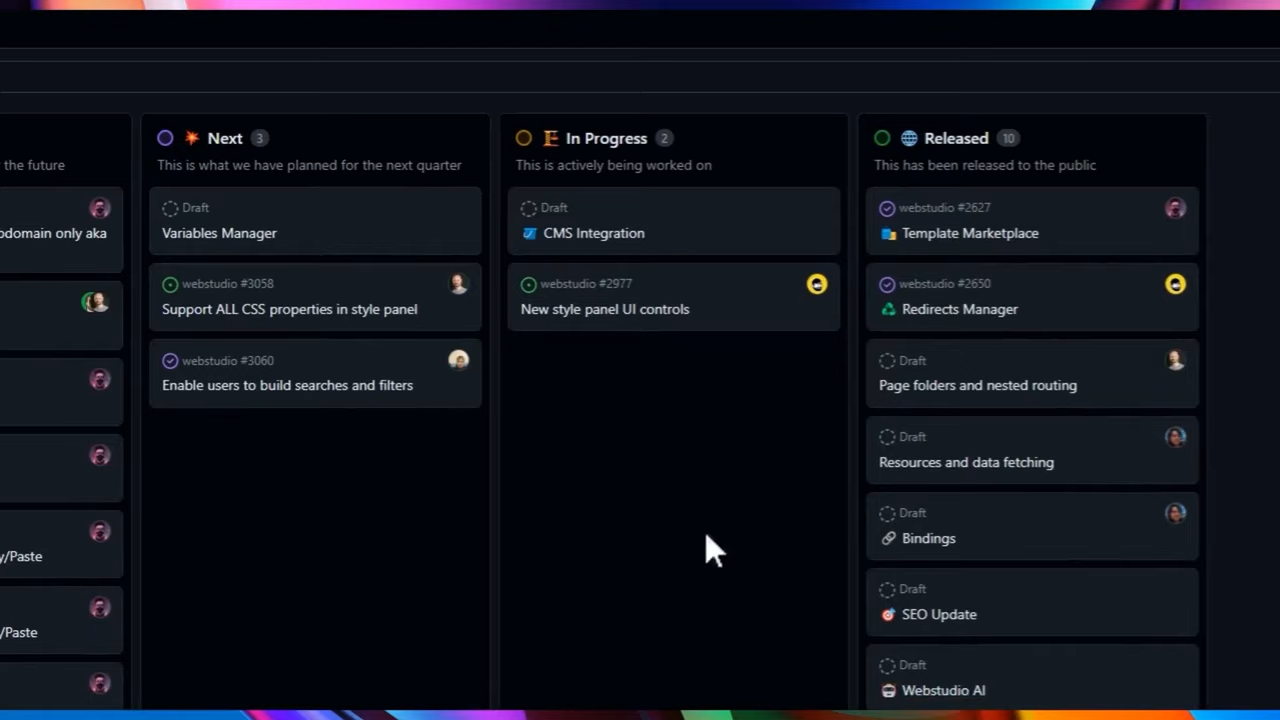 the future
odomain only aka
y/Paste
/Paste
Next 3
This is what we have planned for the next quarter
Draft
Variables Manager
webstudio #3058
Support ALL CSS properties in style panel
webstudio #3060
Enable users to build searches and filters
In Progress 2
This is actively being worked on
Draft
CMS Integration
webstudio #2977
New style panel UI controls
Released 10
This has been released to the public
webstudio #2627
Template Marketplace
webstudio #2650
Redirects Manager
Draft
Page folders and nested routing
Draft
Resources and data fetching
Draft
Bindings
Draft
SEO Update
Draft
Webstudio AI